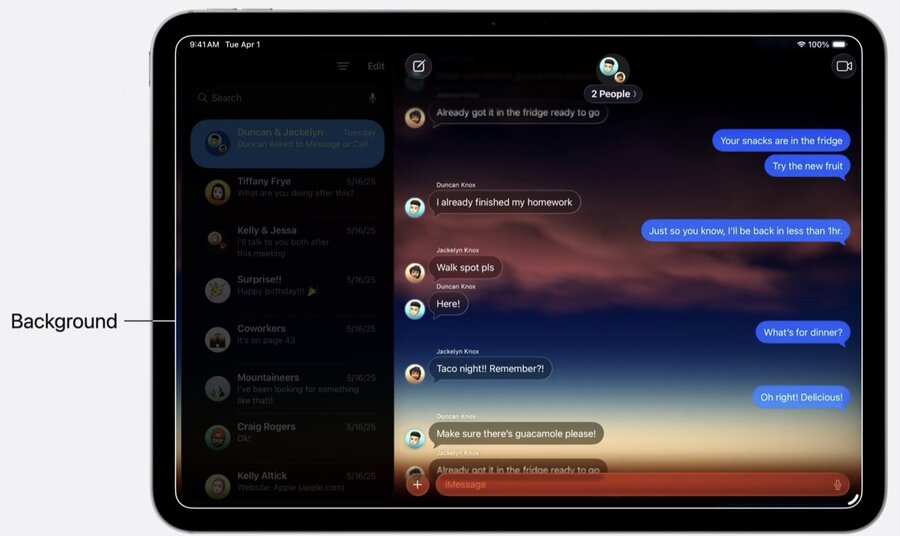 9:41 AM Tue Apr 1
100%
Edit
Search
Duncan & Jackelyn Tuesday
Duncan Asked to Message or Call
Tiffany Frye 5/16/25
What are you doing after this?
Kelly & Jessa 5/16/25
I'll talk to you both after
this meeting
Surprise!! 5/16/25
Happy birthday!!! 🎉
Coworkers 5/16/25
It's on page 43
Mountaineers 5/16/25
I've been looking for something
like that!!
Craig Rogers 5/16/25
Ok!
Kelly Altick 5/16/25
Website: Apple (apple.com)
Background
2 People
Make sure there's guacamole please!
Jackelyn Knox
Already got it in the fridge ready to go
Your snacks are in the fridge
Try the new fruit
Duncan Knox
I already finished my homework
Just so you know, I'll be back in less than 1hr.
Jackelyn Knox
Walk spot pls
Duncan Knox
Here!
What's for dinner?
Jackelyn Knox
Taco night!! Remember?!
Oh right! Delicious!
Duncan Knox
Make sure there's guacamole please!
Jackelyn Knox
Already got it in the fridge ready to go
iMessage